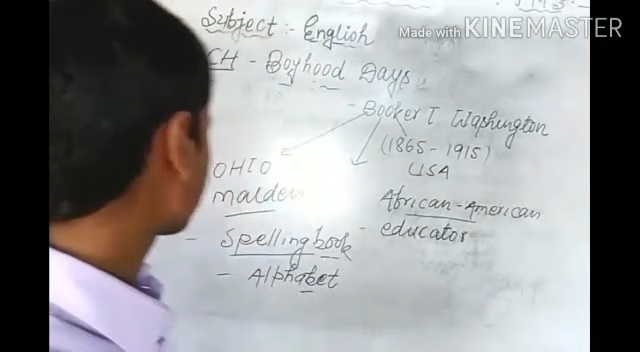 Subject :- English
Made with KINEMASTER
CH - Boyhood Days
- Booker T Washington
(1865-1915)
USA
OHIO
malden
African-American
educator
- Spelling book
- Alphabet